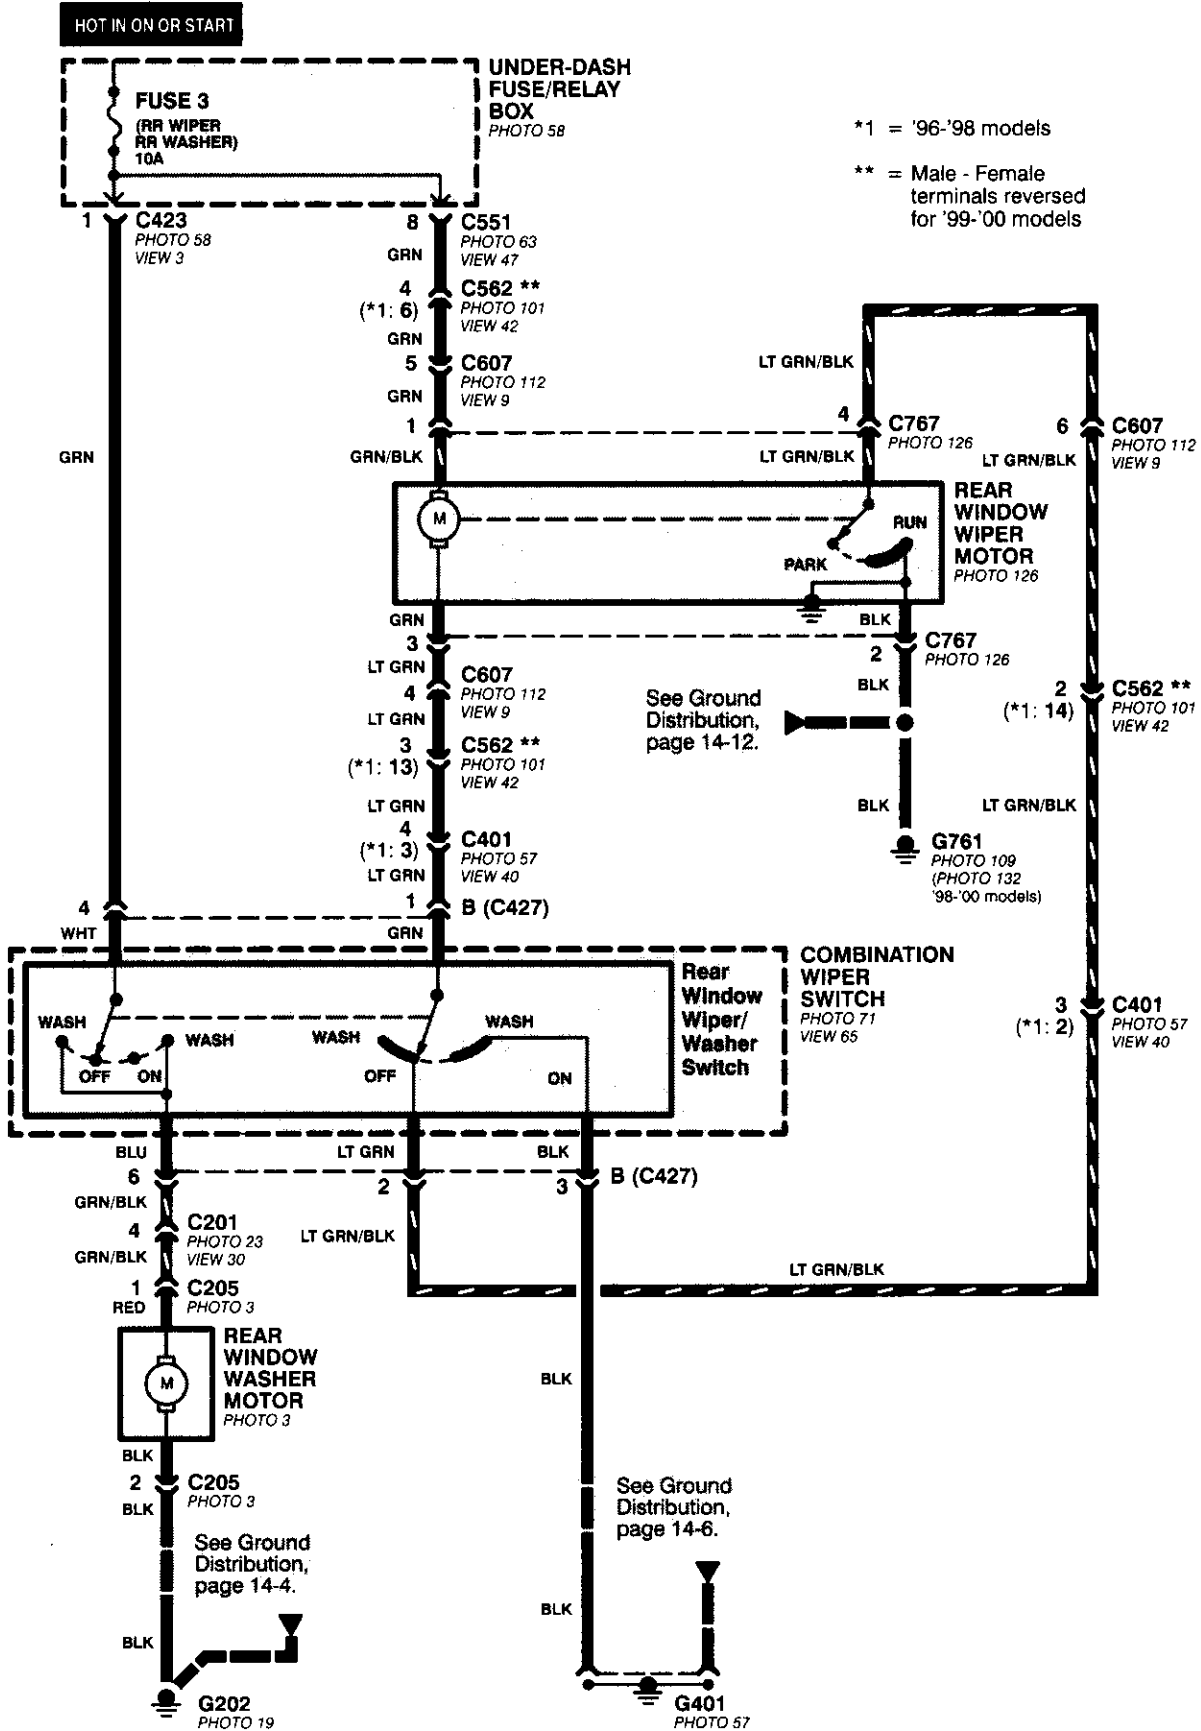 HOT IN ON OR START
UNDER-DASH
FUSE/RELAY
BOX
PHOTO 58
FUSE 3
(RR WIPER
RR WASHER)
10A
*1 = '96-'98 models
** = Male - Female
terminals reversed
for '99-'00 models
1
C423
PHOTO 58
VIEW 3
8
C551
PHOTO 63
VIEW 47
GRN
4
(*1: 6)
C562 **
PHOTO 101
VIEW 42
GRN
5
C607
PHOTO 112
VIEW 9
GRN
LT GRN/BLK
1
4
C767
PHOTO 126
6
C607
PHOTO 112
VIEW 9
GRN
GRN/BLK
LT GRN/BLK
LT GRN/BLK
M
RUN
PARK
REAR
WINDOW
WIPER
MOTOR
PHOTO 126
GRN
BLK
3
2
C767
PHOTO 126
LT GRN
4
C607
PHOTO 112
VIEW 9
BLK
LT GRN
See Ground
Distribution,
page 14-12.
2
(*1: 14)
C562 **
PHOTO 101
VIEW 42
3
(*1: 13)
C562 **
PHOTO 101
VIEW 42
LT GRN
BLK
LT GRN/BLK
4
(*1: 3)
C401
PHOTO 57
VIEW 40
LT GRN
G761
PHOTO 109
(PHOTO 132
'98-'00 models)
4
1
B (C427)
WHT
GRN
COMBINATION
WIPER
SWITCH
PHOTO 71
VIEW 65
Rear
Window
Wiper/
Washer
Switch
3
(*1: 2)
C401
PHOTO 57
VIEW 40
WASH
OFF
ON
WASH
WASH
OFF
WASH
ON
BLU
LT GRN
BLK
6
2
3
B (C427)
GRN/BLK
4
C201
PHOTO 23
VIEW 30
GRN/BLK
LT GRN/BLK
LT GRN/BLK
1
C205
PHOTO 3
RED
REAR
WINDOW
WASHER
MOTOR
PHOTO 3
M
BLK
BLK
2
C205
PHOTO 3
BLK
See Ground
Distribution,
page 14-4.
See Ground
Distribution,
page 14-6.
BLK
BLK
G202
PHOTO 19
G401
PHOTO 57